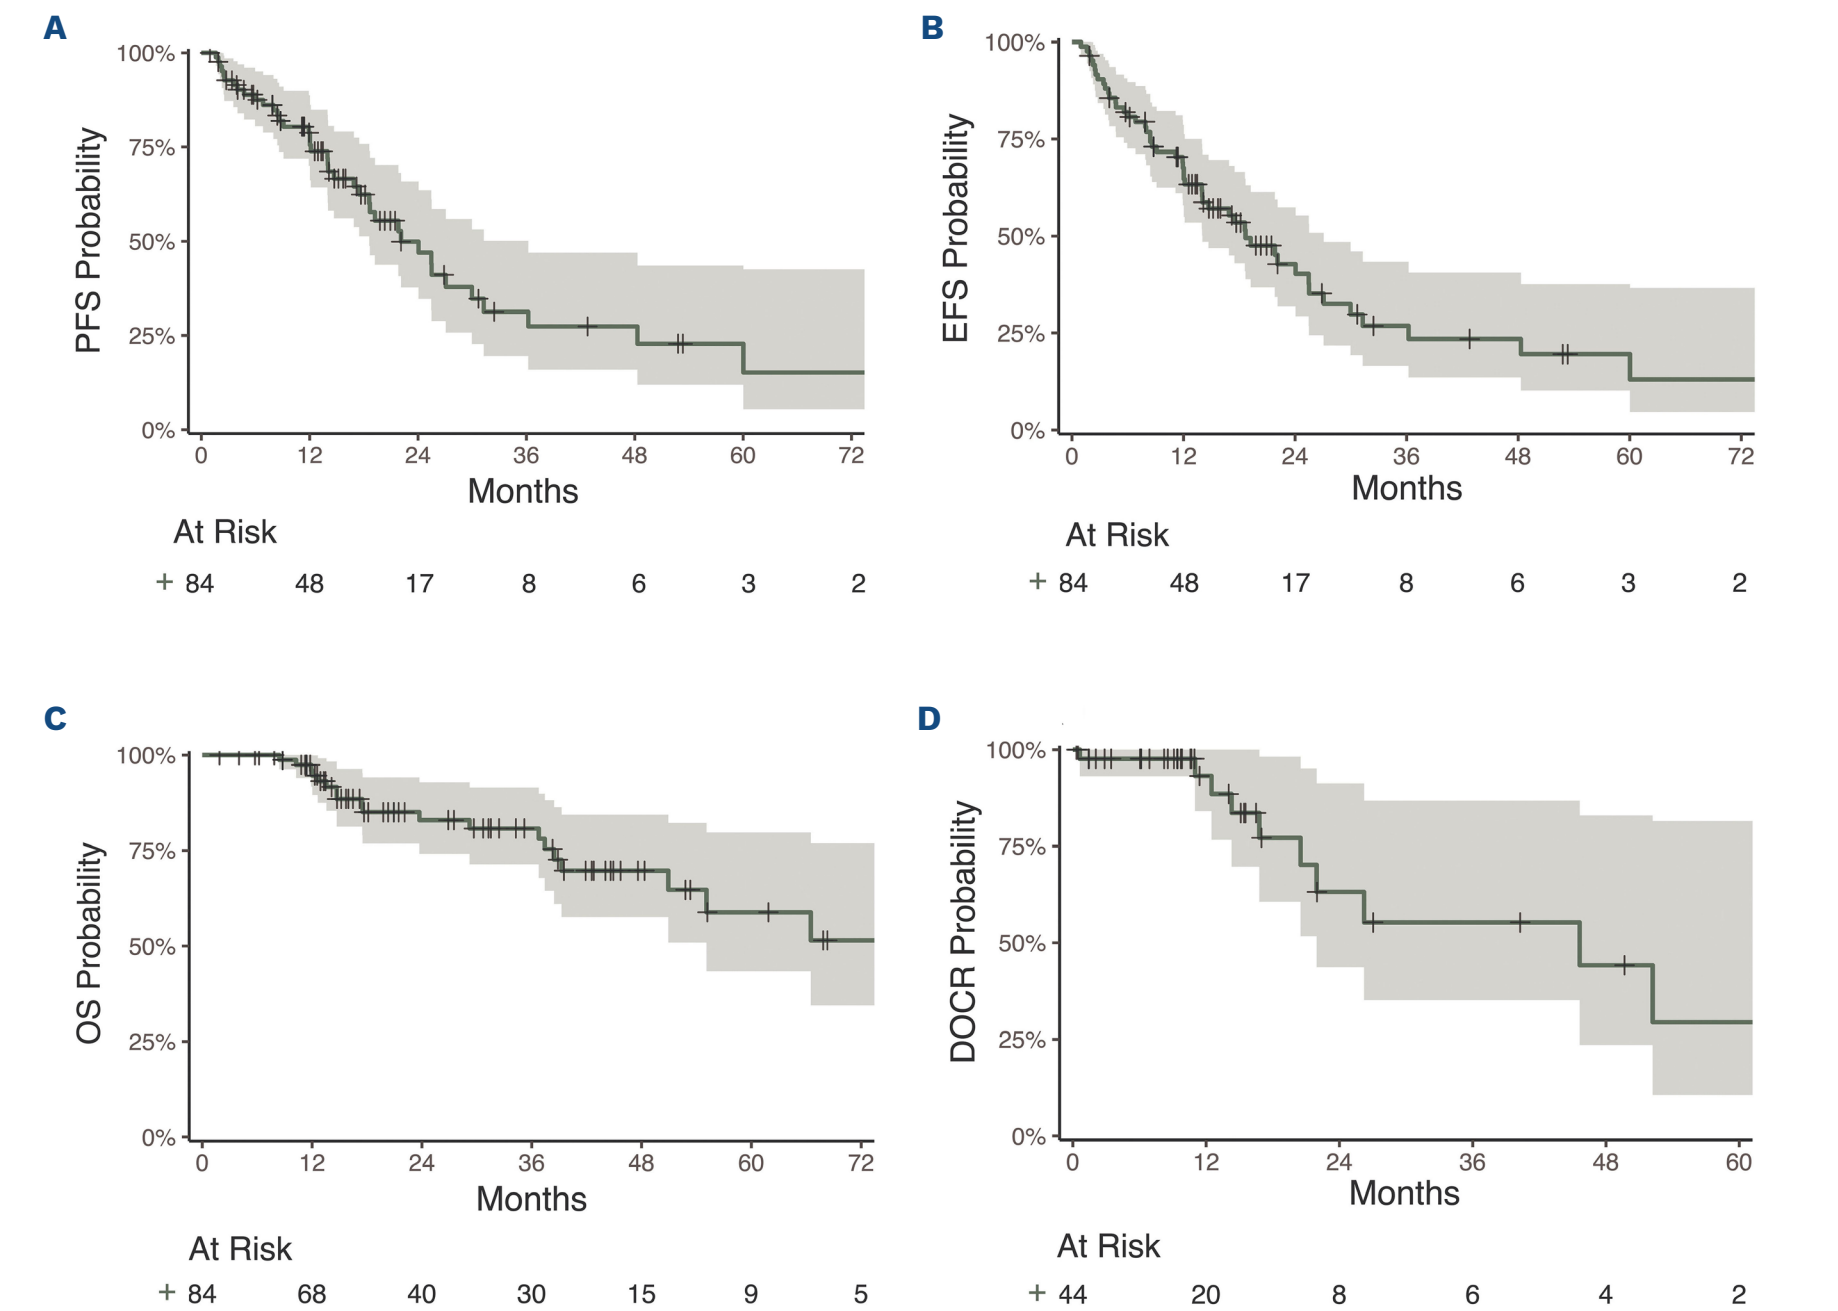 A
PFS Probability
100%
75%
50%
25%
0%
0 12 24 36 48 60 72
Months
At Risk
+ 84 48 17 8 6 3 2
B
EFS Probability
100%
75%
50%
25%
0%
0 12 24 36 48 60 72
Months
At Risk
+ 84 48 17 8 6 3 2
C
OS Probability
100%
75%
50%
25%
0%
0 12 24 36 48 60 72
Months
At Risk
+ 84 68 40 30 15 9 5
D
DOCR Probability
100%
75%
50%
25%
0%
0 12 24 36 48 60
Months
At Risk
+ 44 20 8 6 4 2